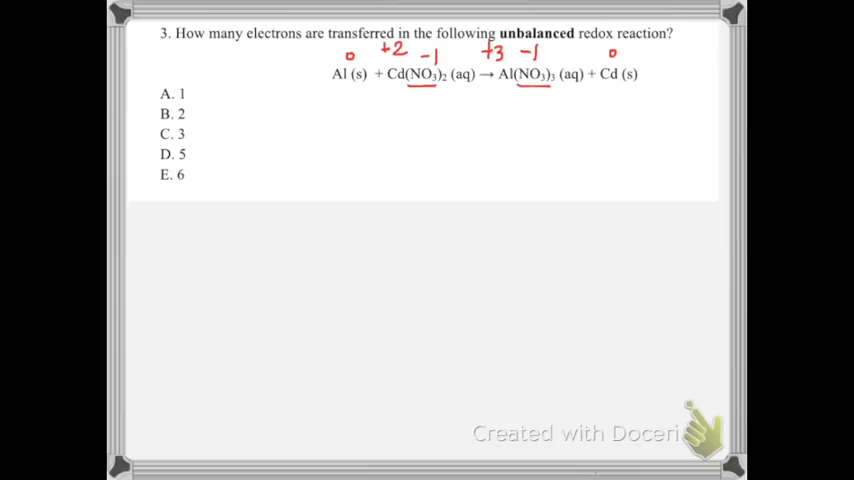 3. How many electrons are transferred in the following unbalanced redox reaction?
0 +2 -1 +3 -1 0
Al (s) + Cd(NO₃)₂ (aq) → Al(NO₃)₃ (aq) + Cd (s)
A. 1
B. 2
C. 3
D. 5
E. 6
Created with Doceri